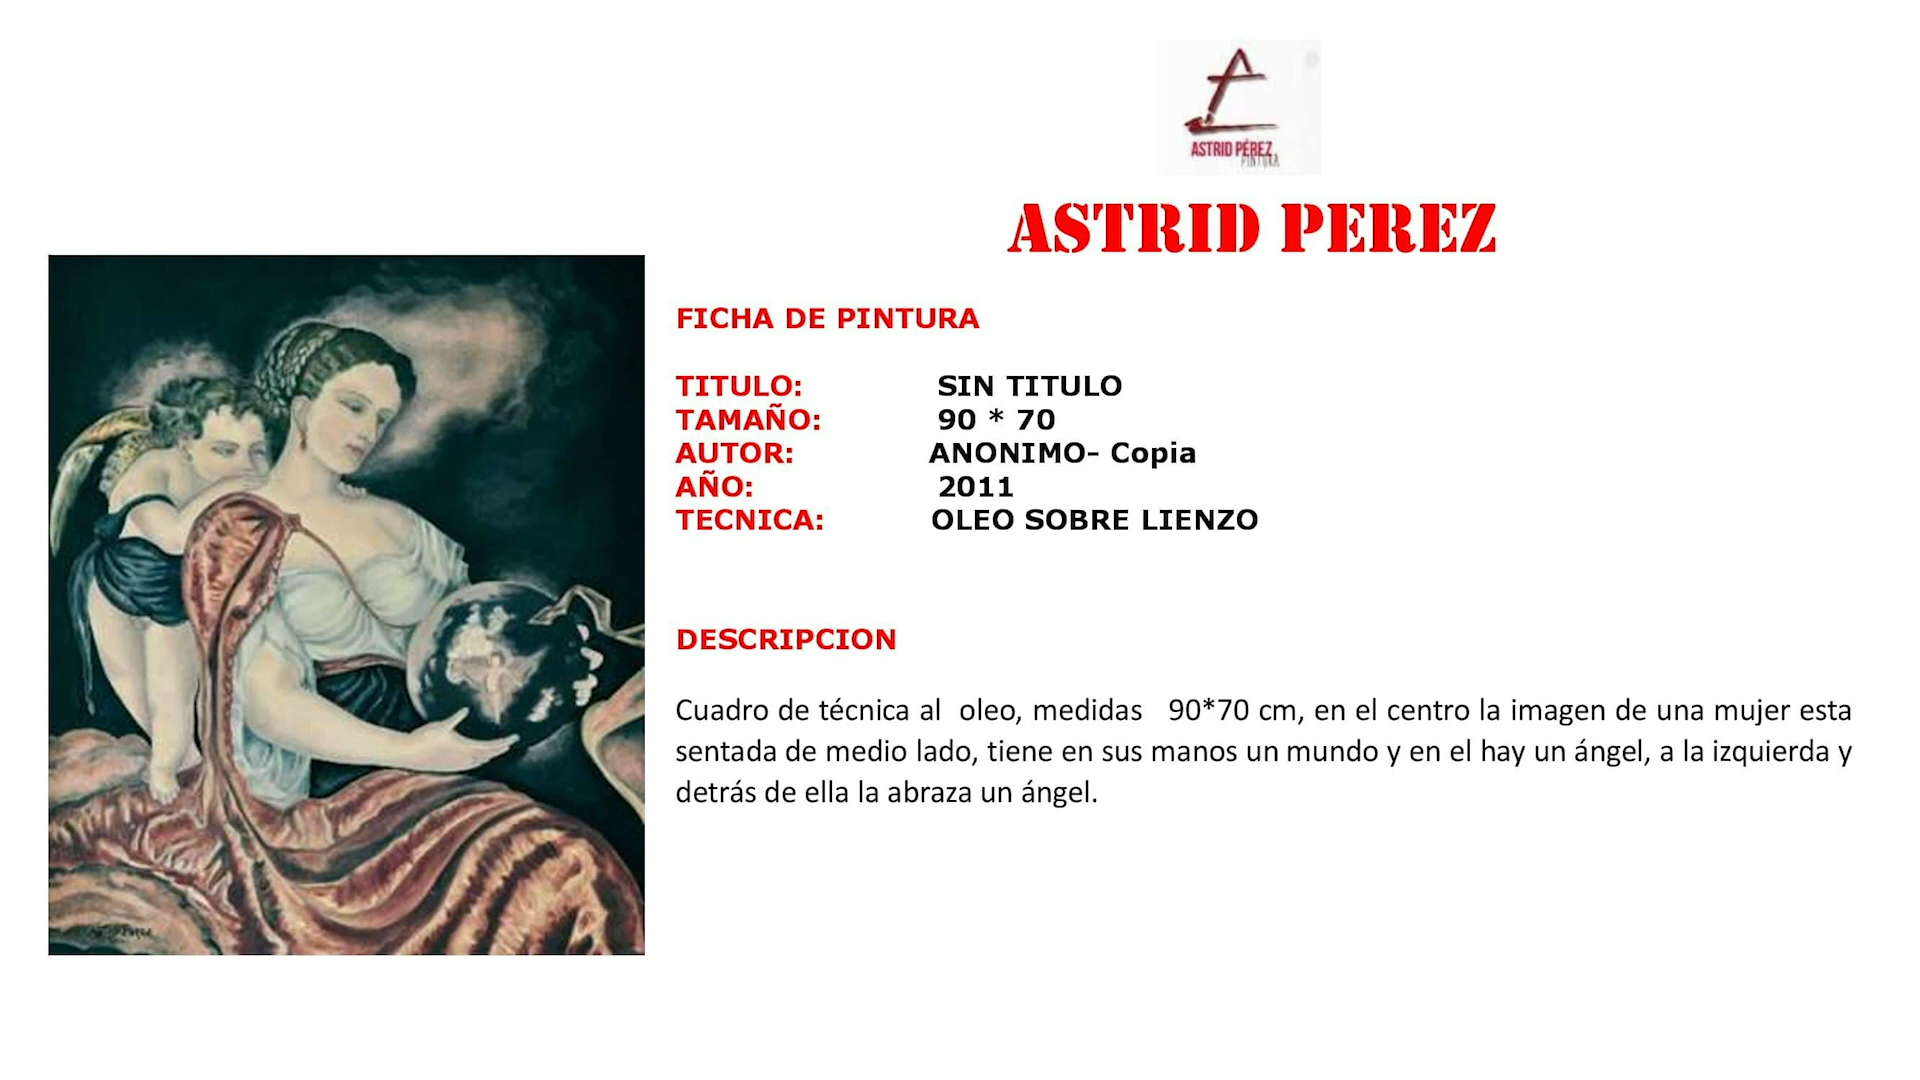 ASTRID PÉREZ
PINTURA
ASTRID PEREZ
FICHA DE PINTURA
TITULO: SIN TITULO
TAMAÑO: 90 * 70
AUTOR: ANONIMO- Copia
AÑO: 2011
TECNICA: OLEO SOBRE LIENZO
DESCRIPCION
Cuadro de técnica al oleo, medidas 90*70 cm, en el centro la imagen de una mujer esta
sentada de medio lado, tiene en sus manos un mundo y en el hay un ángel, a la izquierda y
detrás de ella la abraza un ángel.